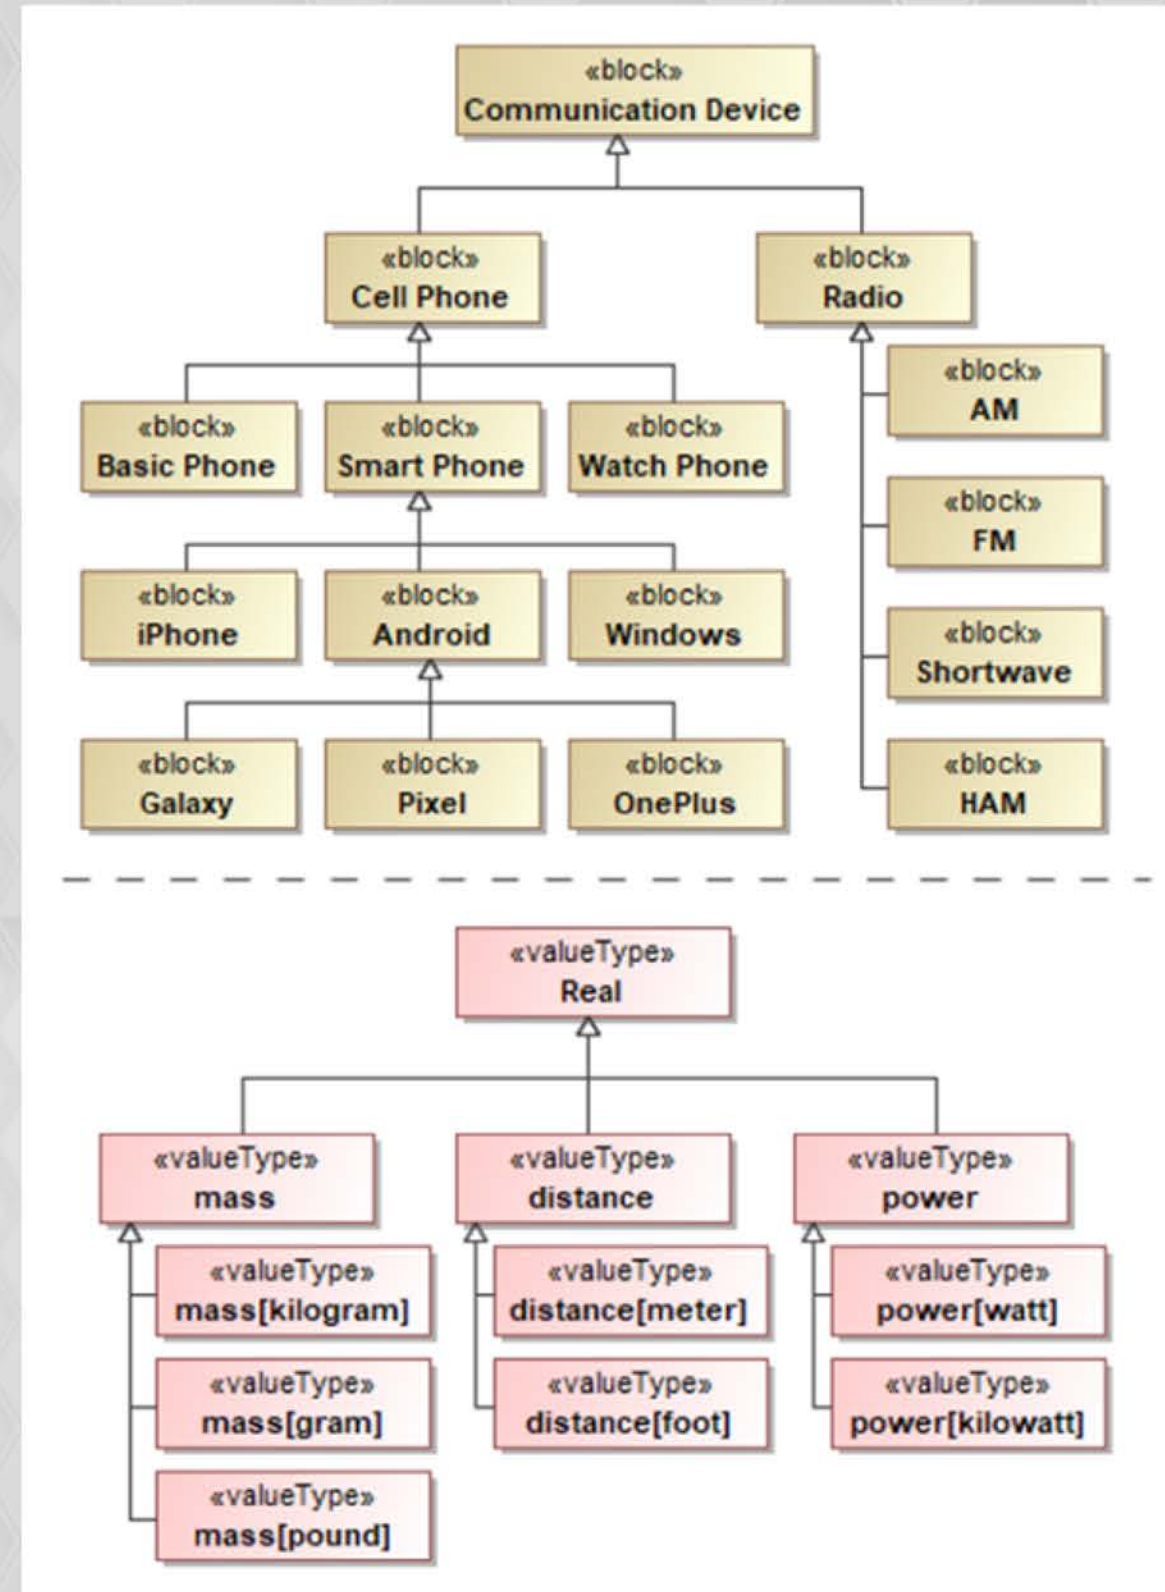 «block»
Communication Device
«block»
Cell Phone
«block»
Radio
«block»
AM
«block»
Basic Phone
«block»
Smart Phone
«block»
Watch Phone
«block»
FM
«block»
iPhone
«block»
Android
«block»
Windows
«block»
Shortwave
«block»
Galaxy
«block»
Pixel
«block»
OnePlus
«block»
HAM
«valueType»
Real
«valueType»
mass
«valueType»
distance
«valueType»
power
«valueType»
mass[kilogram]
«valueType»
distance[meter]
«valueType»
power[watt]
«valueType»
mass[gram]
«valueType»
distance[foot]
«valueType»
power[kilowatt]
«valueType»
mass[pound]